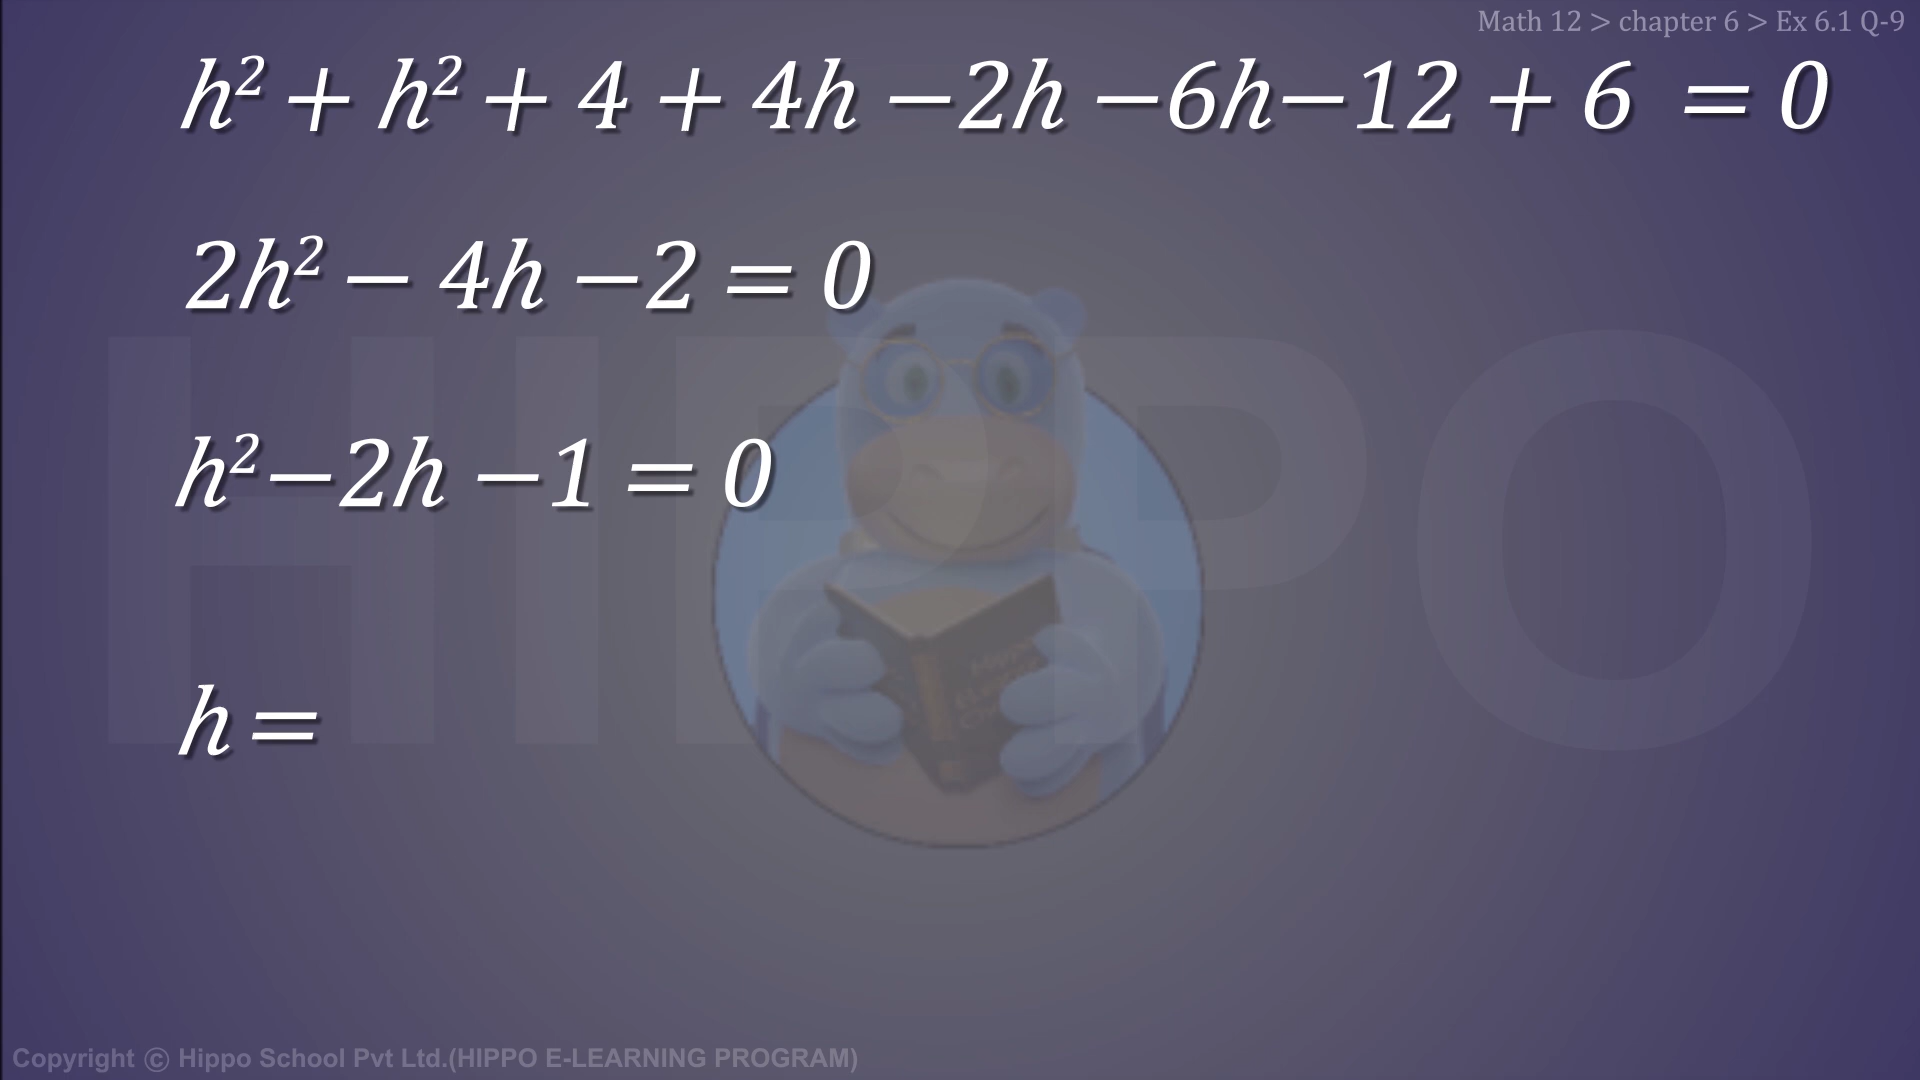 Math 12 > chapter 6 > Ex 6.1 Q-9
h² + h² + 4 + 4h −2h −6h−12 + 6 = 0
2h² − 4h −2 = 0
h²−2h −1 = 0
h =
HIPPO
Copyright © Hippo School Pvt Ltd.(HIPPO E-LEARNING PROGRAM)